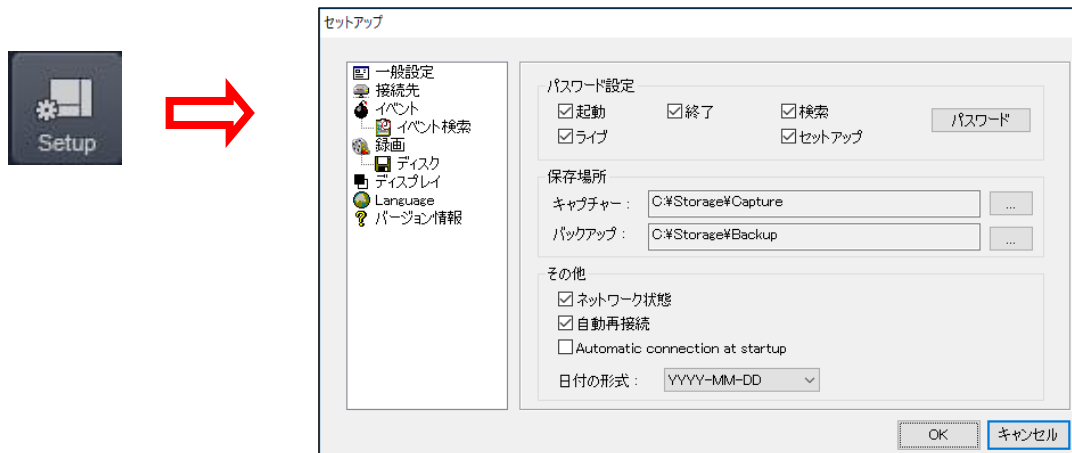 Setup
セットアップ
一般設定
接続先
イベント
イベント検索
録画
ディスク
ディスプレイ
Language
バージョン情報
パスワード設定
起動 終了 検索 パスワード
ライブ セットアップ
保存場所
キャプチャー : C:¥Storage¥Capture ...
バックアップ : C:¥Storage¥Backup ...
その他
ネットワーク状態
自動再接続
Automatic connection at startup
日付の形式 : YYYY-MM-DD
OK キャンセル